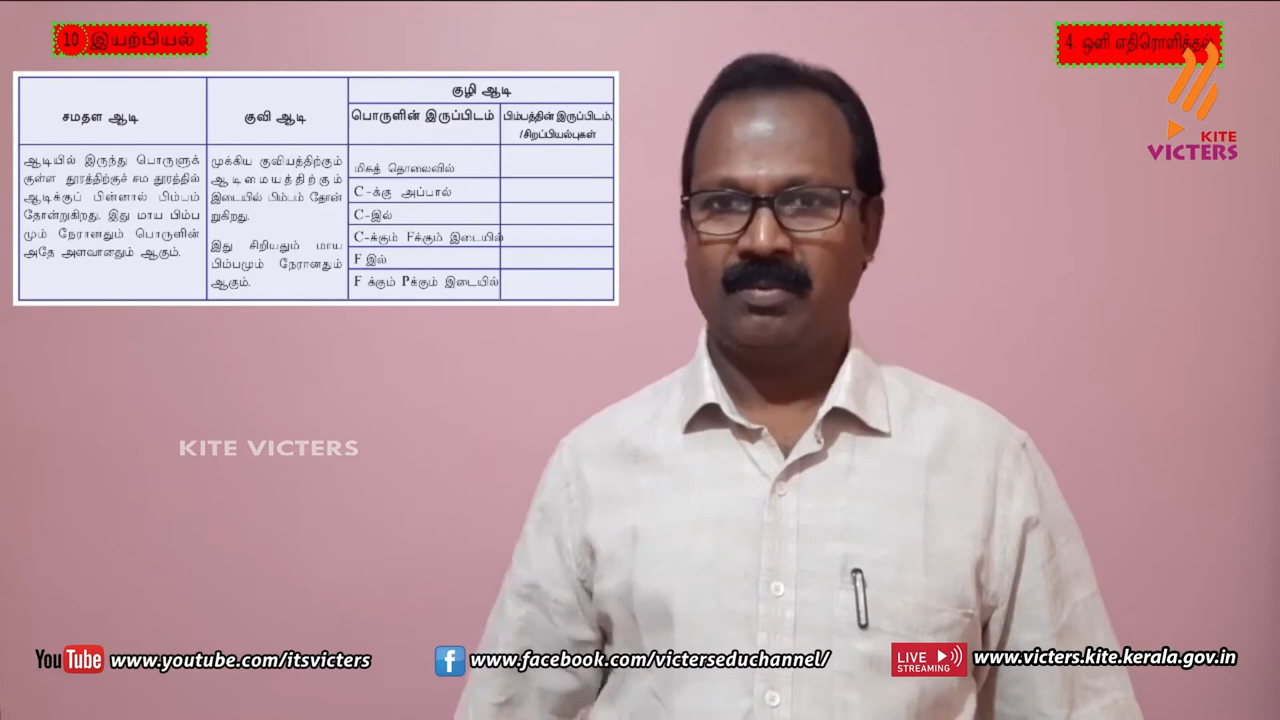 10 இயற்பியல்
4. ஒளி எதிரொளித்தல்
KITE
VICTERS
சமதள ஆடி
குவி ஆடி
குழி ஆடி
பொருளின் இருப்பிடம்
பிம்பத்தின் இருப்பிடம்,
/சிறப்பியல்புகள்
ஆடியில் இருந்து பொருளுக்
குள்ள தூரத்திற்குச் சம தூரத்தில்
ஆடிக்குப் பின்னால் பிம்பம்
தோன்றுகிறது. இது மாய பிம்ப
மும் நேரானதும் பொருளின்
அதே அளவானதும் ஆகும்.
முக்கிய குவியத்திற்கும்
ஆடிமையத்திற்கும்
இடையில் பிம்பம் தோன்
றுகிறது.
இது சிறியதும் மாய
பிம்பமும் நேரானதும்
ஆகும்.
மிகத் தொலைவில்
C-க்கு அப்பால்
C-இல்
C-க்கும் Fக்கும் இடையில்
F இல்
F க்கும் Pக்கும் இடையில்
KITE VICTERS
YouTube www.youtube.com/itsvicters
f www.facebook.com/victerseduchannel/
LIVE
STREAMING
www.victers.kite.kerala.gov.in